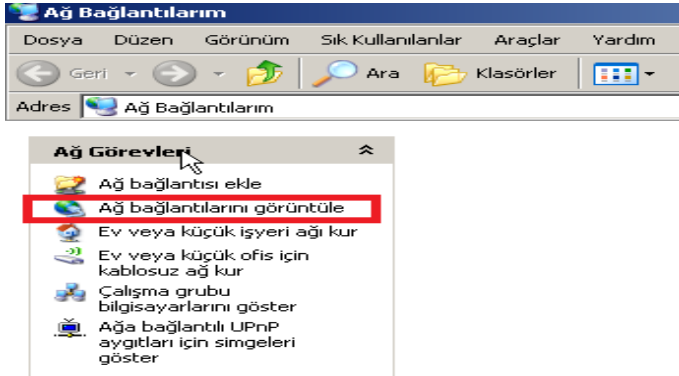 Ağ Bağlantılarım
Dosya Düzen Görünüm Sık Kullanılanlar Araçlar Yardım
Geri Ara Klasörler
Adres Ağ Bağlantılarım
Ağ Görevleri
Ağ bağlantısı ekle
Ağ bağlantılarını görüntüle
Ev veya küçük işyeri ağı kur
Ev veya küçük ofis için
kablosuz ağ kur
Çalışma grubu
bilgisayarlarını göster
Ağa bağlantılı UPnP
aygıtları için simgeleri
göster